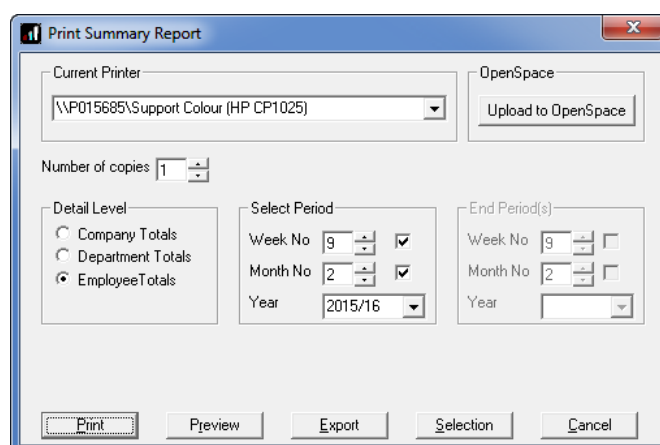 Print Summary Report
Current Printer
OpenSpace
\\P015685\Support Colour (HP CP1025)
Upload to OpenSpace
Number of copies 1
Detail Level
Company Totals
Department Totals
EmployeeTotals
Select Period
Week No 9
Month No 2
Year 2015/16
End Period(s)
Week No 9
Month No 2
Year
Print Preview Export Selection Cancel